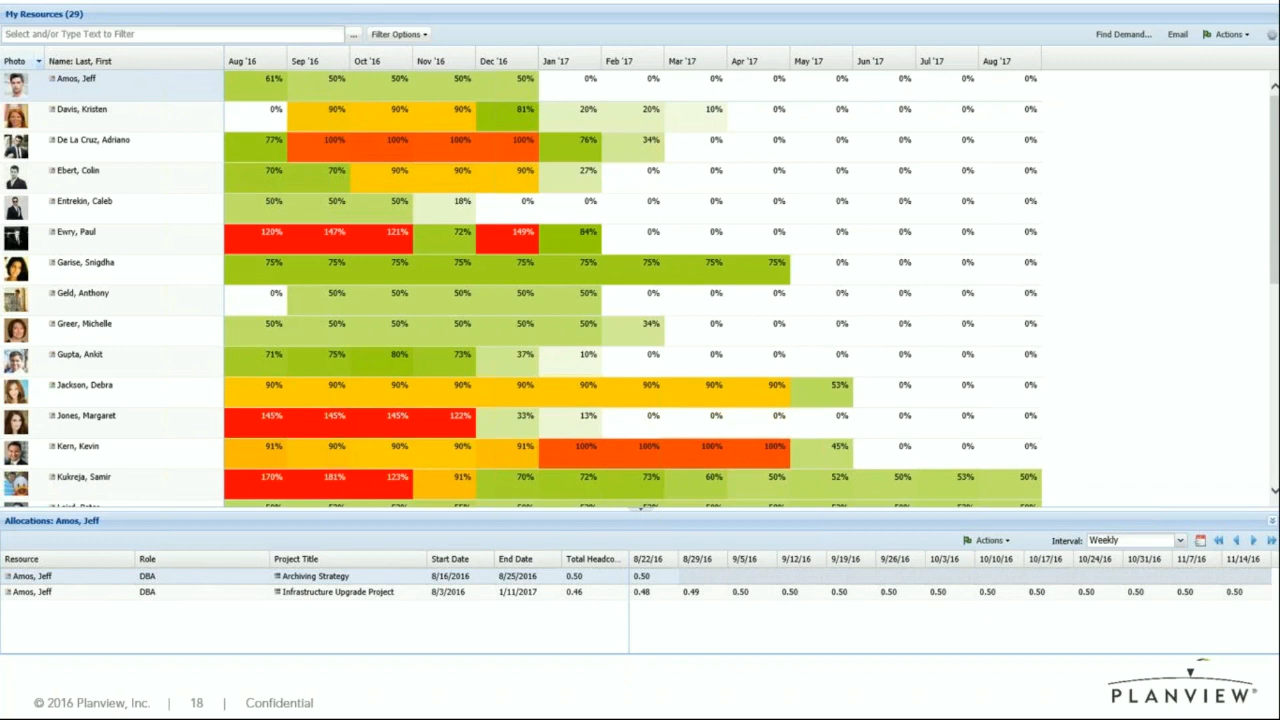 My Resources (29)
Select and/or Type Text to Filter ... Filter Options Find Demand... Email Actions
Photo Name: Last, First Aug '16 Sep '16 Oct '16 Nov '16 Dec '16 Jan '17 Feb '17 Mar '17 Apr '17 May '17 Jun '17 Jul '17 Aug '17
Amos, Jeff 61% 50% 50% 50% 50% 0% 0% 0% 0% 0% 0% 0% 0%
Davis, Kristen 0% 90% 90% 90% 81% 20% 20% 10% 0% 0% 0% 0% 0%
De La Cruz, Adriano 77% 100% 100% 100% 100% 76% 34% 0% 0% 0% 0% 0% 0%
Ebert, Colin 70% 70% 90% 90% 90% 27% 0% 0% 0% 0% 0% 0% 0%
Entrekin, Caleb 50% 50% 50% 18% 0% 0% 0% 0% 0% 0% 0% 0% 0%
Ewry, Paul 120% 147% 121% 72% 149% 84% 0% 0% 0% 0% 0% 0% 0%
Garise, Snigdha 75% 75% 75% 75% 75% 75% 75% 75% 75% 0% 0% 0% 0%
Geld, Anthony 0% 50% 50% 50% 50% 50% 0% 0% 0% 0% 0% 0% 0%
Greer, Michelle 50% 50% 50% 50% 50% 50% 34% 0% 0% 0% 0% 0% 0%
Gupta, Ankit 71% 75% 80% 73% 37% 10% 0% 0% 0% 0% 0% 0% 0%
Jackson, Debra 90% 90% 90% 90% 90% 90% 90% 90% 90% 53% 0% 0% 0%
Jones, Margaret 145% 145% 145% 122% 33% 13% 0% 0% 0% 0% 0% 0% 0%
Kern, Kevin 91% 90% 90% 90% 91% 100% 100% 100% 100% 45% 0% 0% 0%
Kukreja, Samir 170% 181% 123% 91% 70% 72% 73% 60% 50% 52% 50% 53% 50%
Allocations: Amos, Jeff
Actions Interval: Weekly
Resource Role Project Title Start Date End Date Total Headco... 8/22/16 8/29/16 9/5/16 9/12/16 9/19/16 9/26/16 10/3/16 10/10/16 10/17/16 10/24/16 10/31/16 11/7/16 11/14/16
Amos, Jeff DBA Archiving Strategy 8/16/2016 8/25/2016 0.50 0.50
Amos, Jeff DBA Infrastructure Upgrade Project 8/3/2016 1/11/2017 0.46 0.48 0.49 0.50 0.50 0.50 0.50 0.50 0.50 0.50 0.50 0.50 0.50 0.50
© 2016 Planview, Inc. | 18 | Confidential
PLANVIEW®